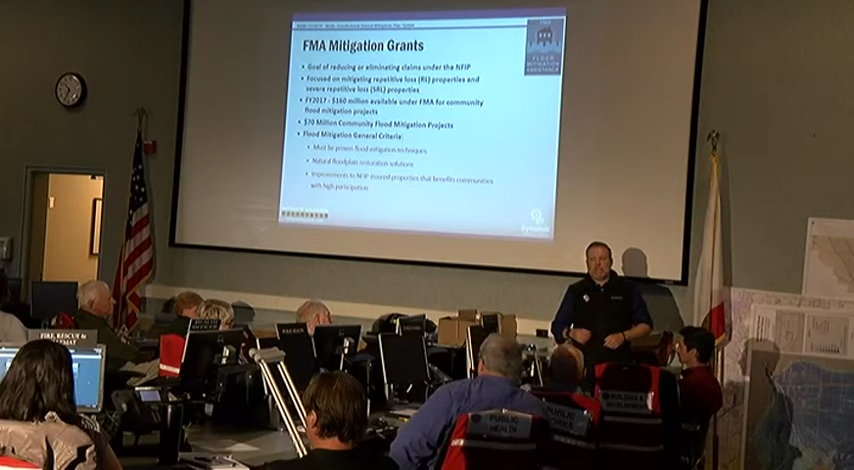 FMA Mitigation Grants
FMA
FLOOD
MITIGATION
ASSISTANCE
• Goal of reducing or eliminating claims under the NFIP
• Focused on mitigating repetitive loss (RL) properties and
severe repetitive loss (SRL) properties
• FY2017 - $160 million available under FMA for community
flood mitigation projects
• $70 Million Community Flood Mitigation Projects
• Flood Mitigation General Criteria:
• Must be proven flood mitigation techniques
• Natural floodplain restoration solutions
• Improvements to NFIP-insured properties that benefits communities
with high participation
Dynamic
FIRE, RESCUE &
HAZMAT
PUBLIC
HEALTH
PUBLIC
WORKS
BUILDING &
DEVELOPMENT